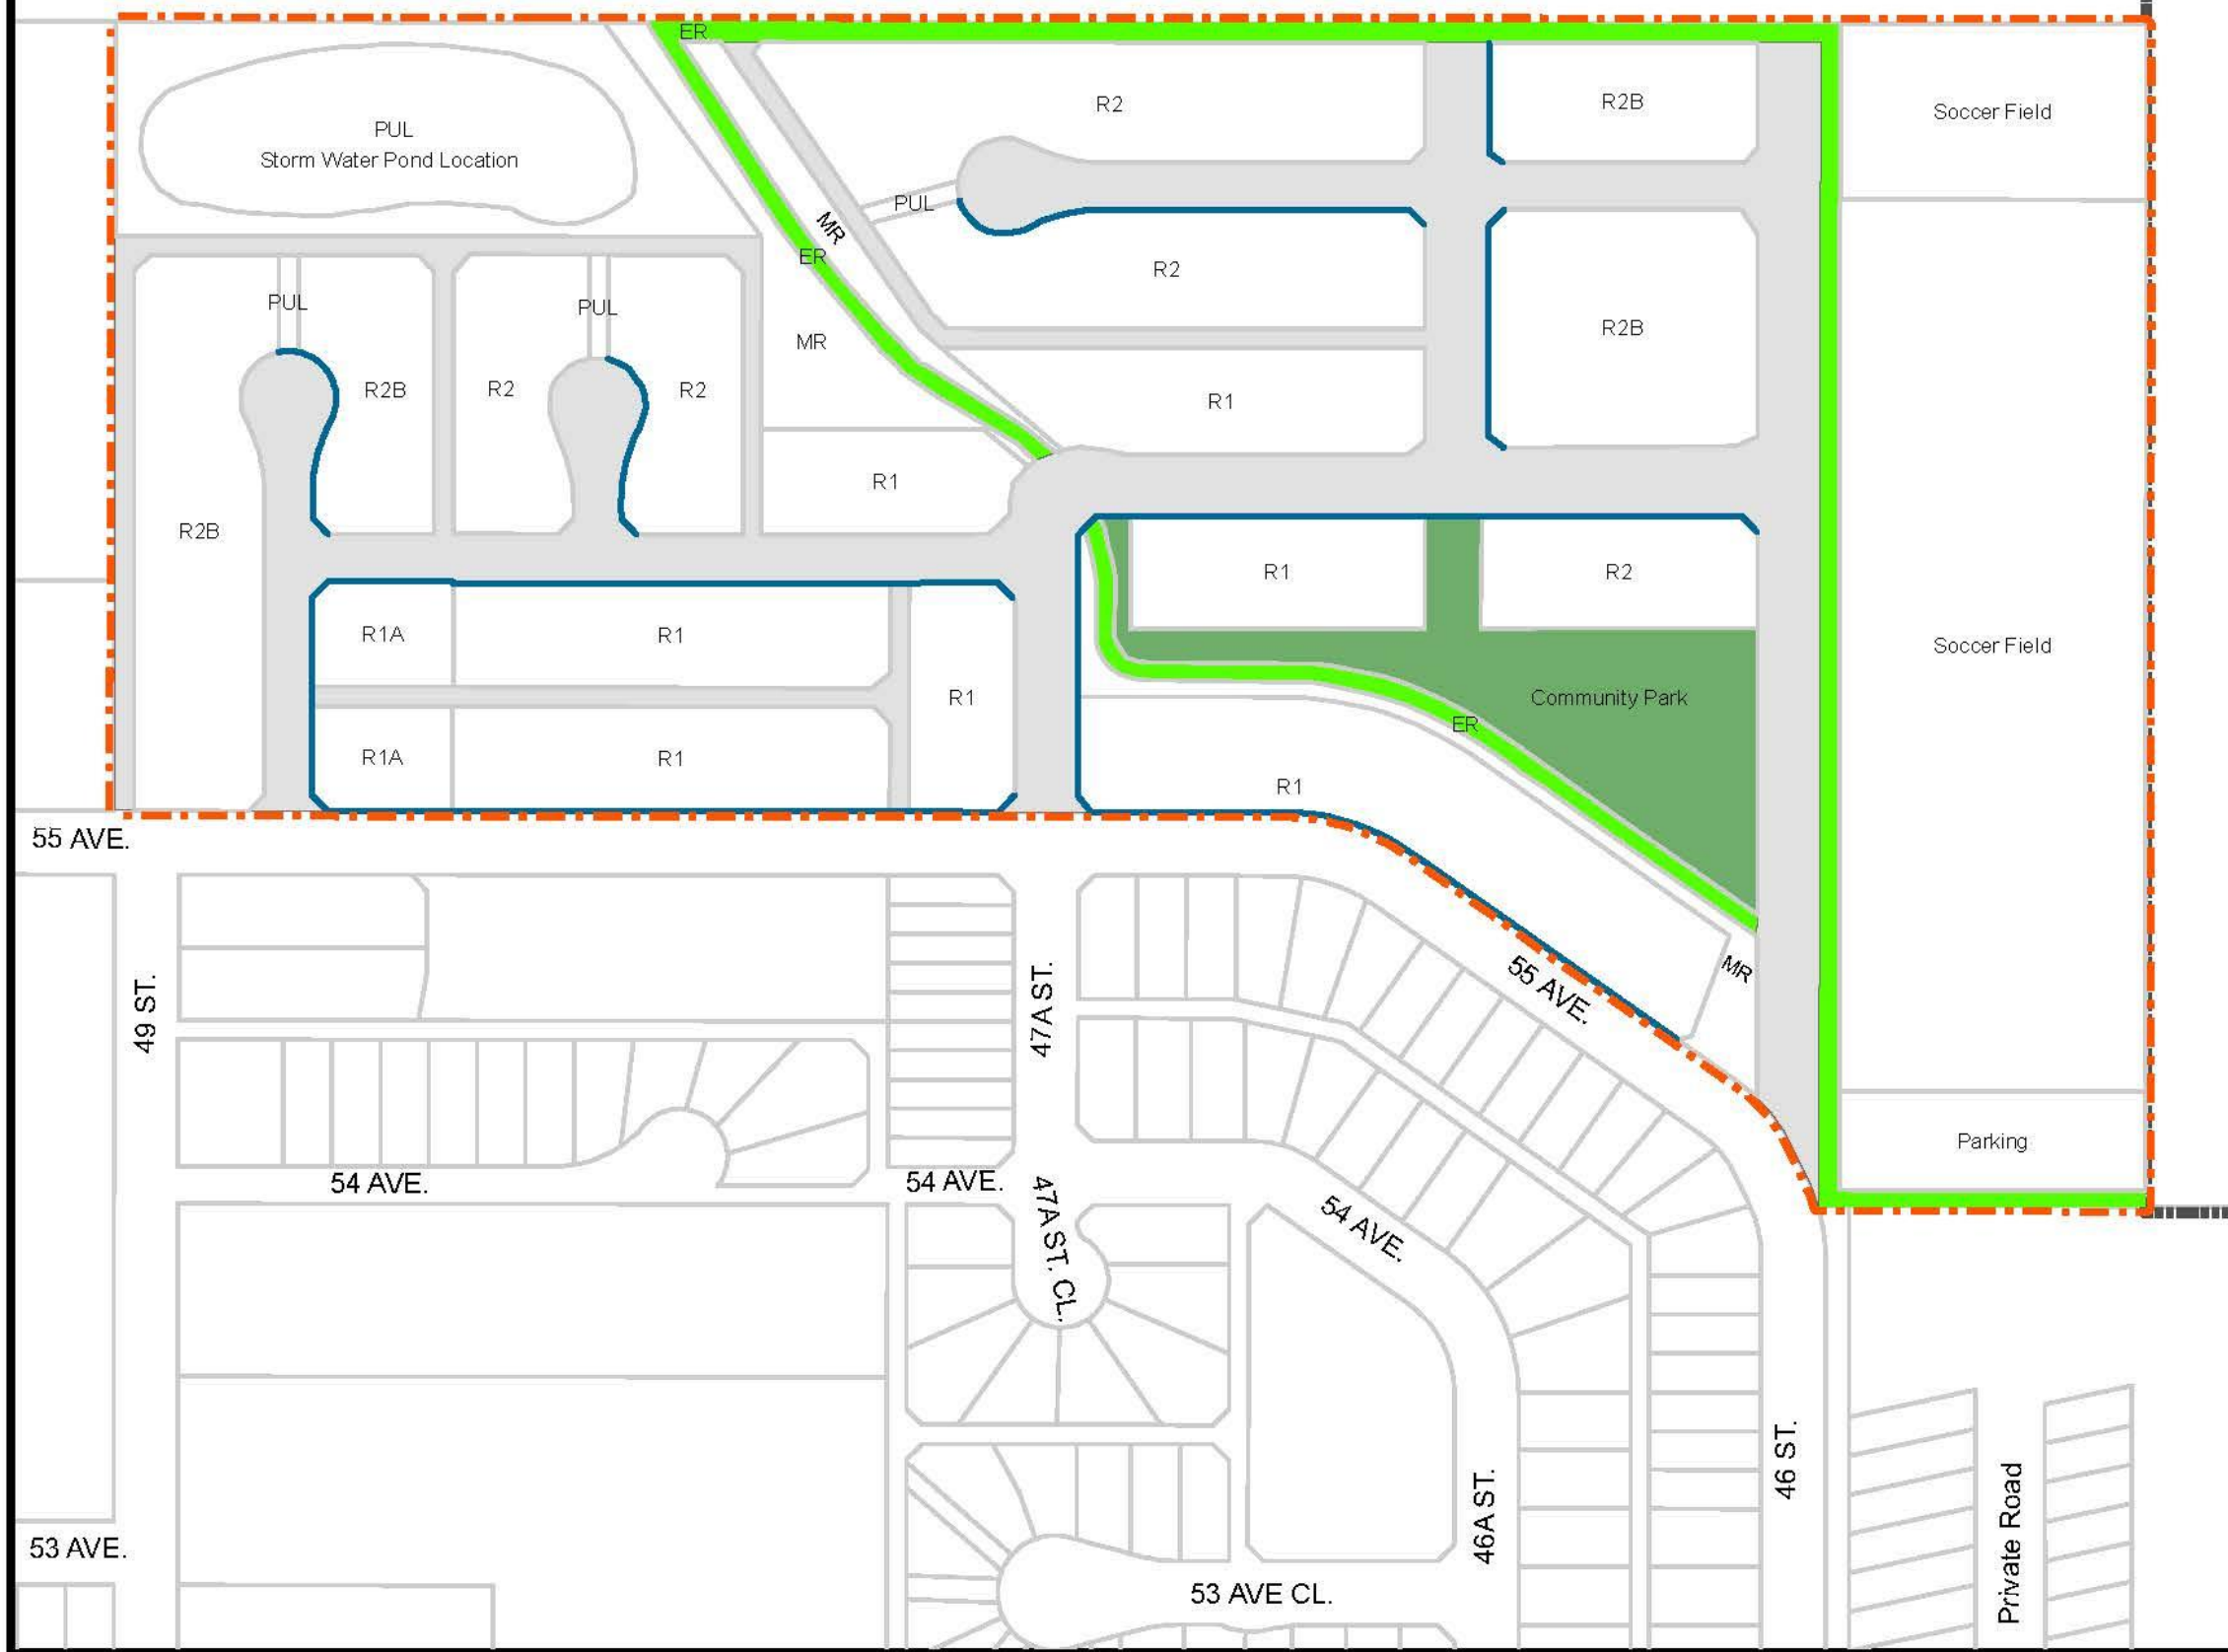 ER
R2
R2B
Soccer Field
PUL
Storm Water Pond Location
PUL
MR
ER
R2
PUL
PUL
R2B
MR
R2B
R2
R2
R1
R1
R2B
R1
R2
R1A
R1
Soccer Field
R1
Community Park
ER
R1A
R1
R1
55 AVE.
MR
55 AVE.
49 ST.
47A ST.
Parking
54 AVE.
54 AVE.
47A ST. CL.
54 AVE.
46 ST.
46A ST.
Private Road
53 AVE.
53 AVE CL.